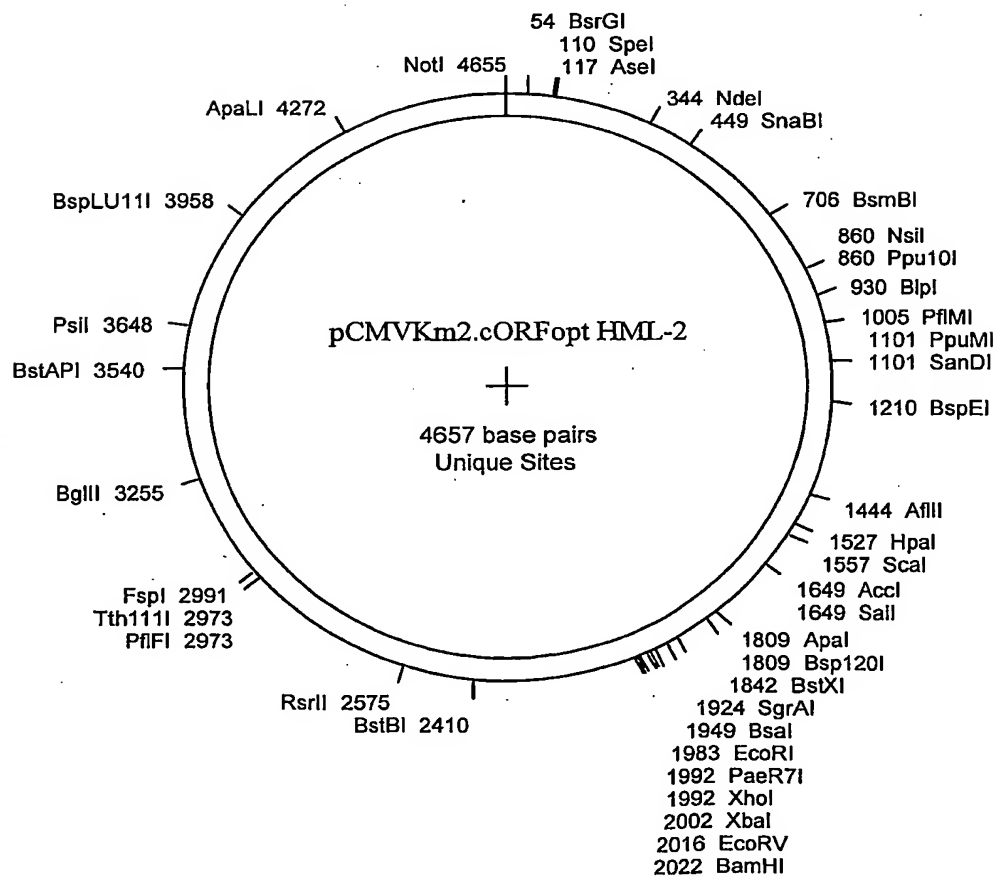 54 BsrGI
110 SpeI
117 AseI
344 NdeI
449 SnaBI
706 BsmBI
860 NsiI
860 Ppu10I
930 BlpI
1005 PflMI
1101 PpuMI
1101 SanDI
1210 BspEI
1444 AflII
1527 HpaI
1557 ScaI
1649 AccI
1649 SalI
1809 ApaI
1809 Bsp120I
1842 BstXI
1924 SgrAI
1949 BsaI
1983 EcoRI
1992 PaeR7I
1992 XhoI
2002 XbaI
2016 EcoRV
2022 BamHI
BstBI 2410
RsrII 2575
PflFI 2973
Tth111I 2973
FspI 2991
BglII 3255
BstAPI 3540
PsiI 3648
BspLU11I 3958
ApaLI 4272
NotI 4655
pCMVKm2.cORFopt HML-2
4657 base pairs
Unique Sites